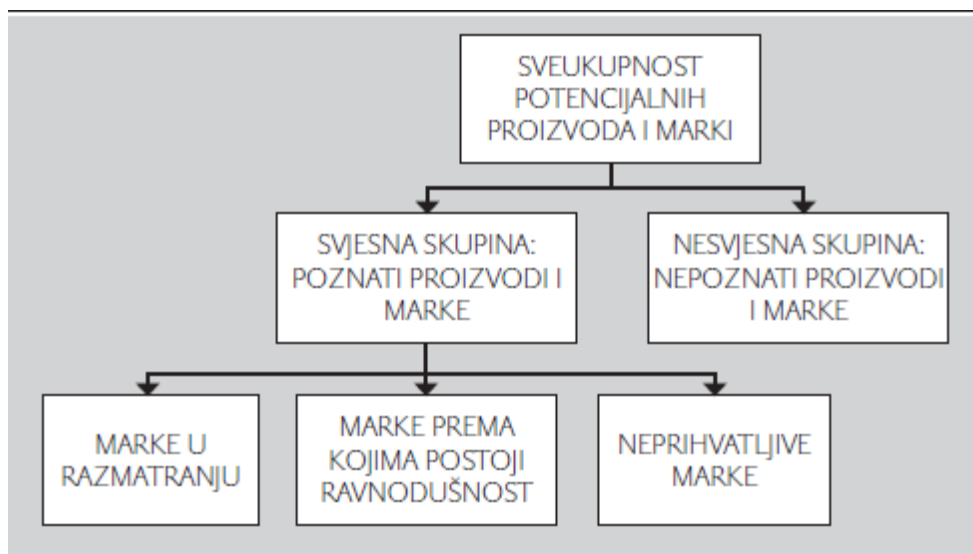 SVEUKUPNOST
POTENCIJALNIH
PROIZVODA I MARKI
SVJESNA SKUPINA:
POZNATI PROIZVODI I
MARKE
NESVJESNA SKUPINA:
NEPOZNATI PROIZVODI
I MARKE
MARKE U
RAZMATRANJU
MARKE PREMA
KOJIMA POSTOJI
RAVNODUŠNOST
NEPRIHVATLJIVE
MARKE